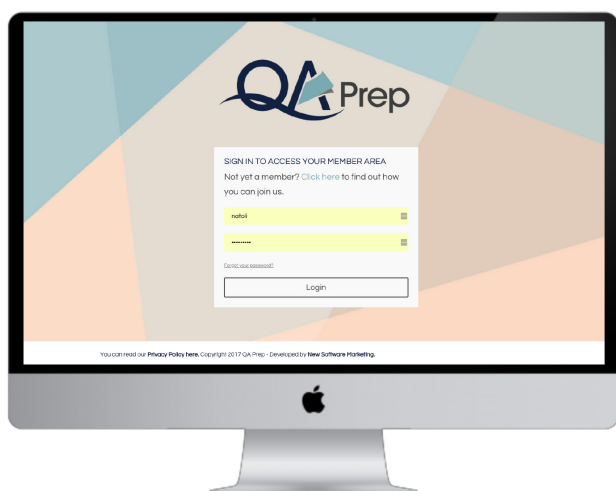 QA Prep
SIGN IN TO ACCESS YOUR MEMBER AREA
Not yet a member? Click here to find out how
you can join us.
natoli
••••••••
Forgot your password?
Login
You can read our Privacy Policy here. Copyright 2017 QA Prep - Developed by New Software Marketing.